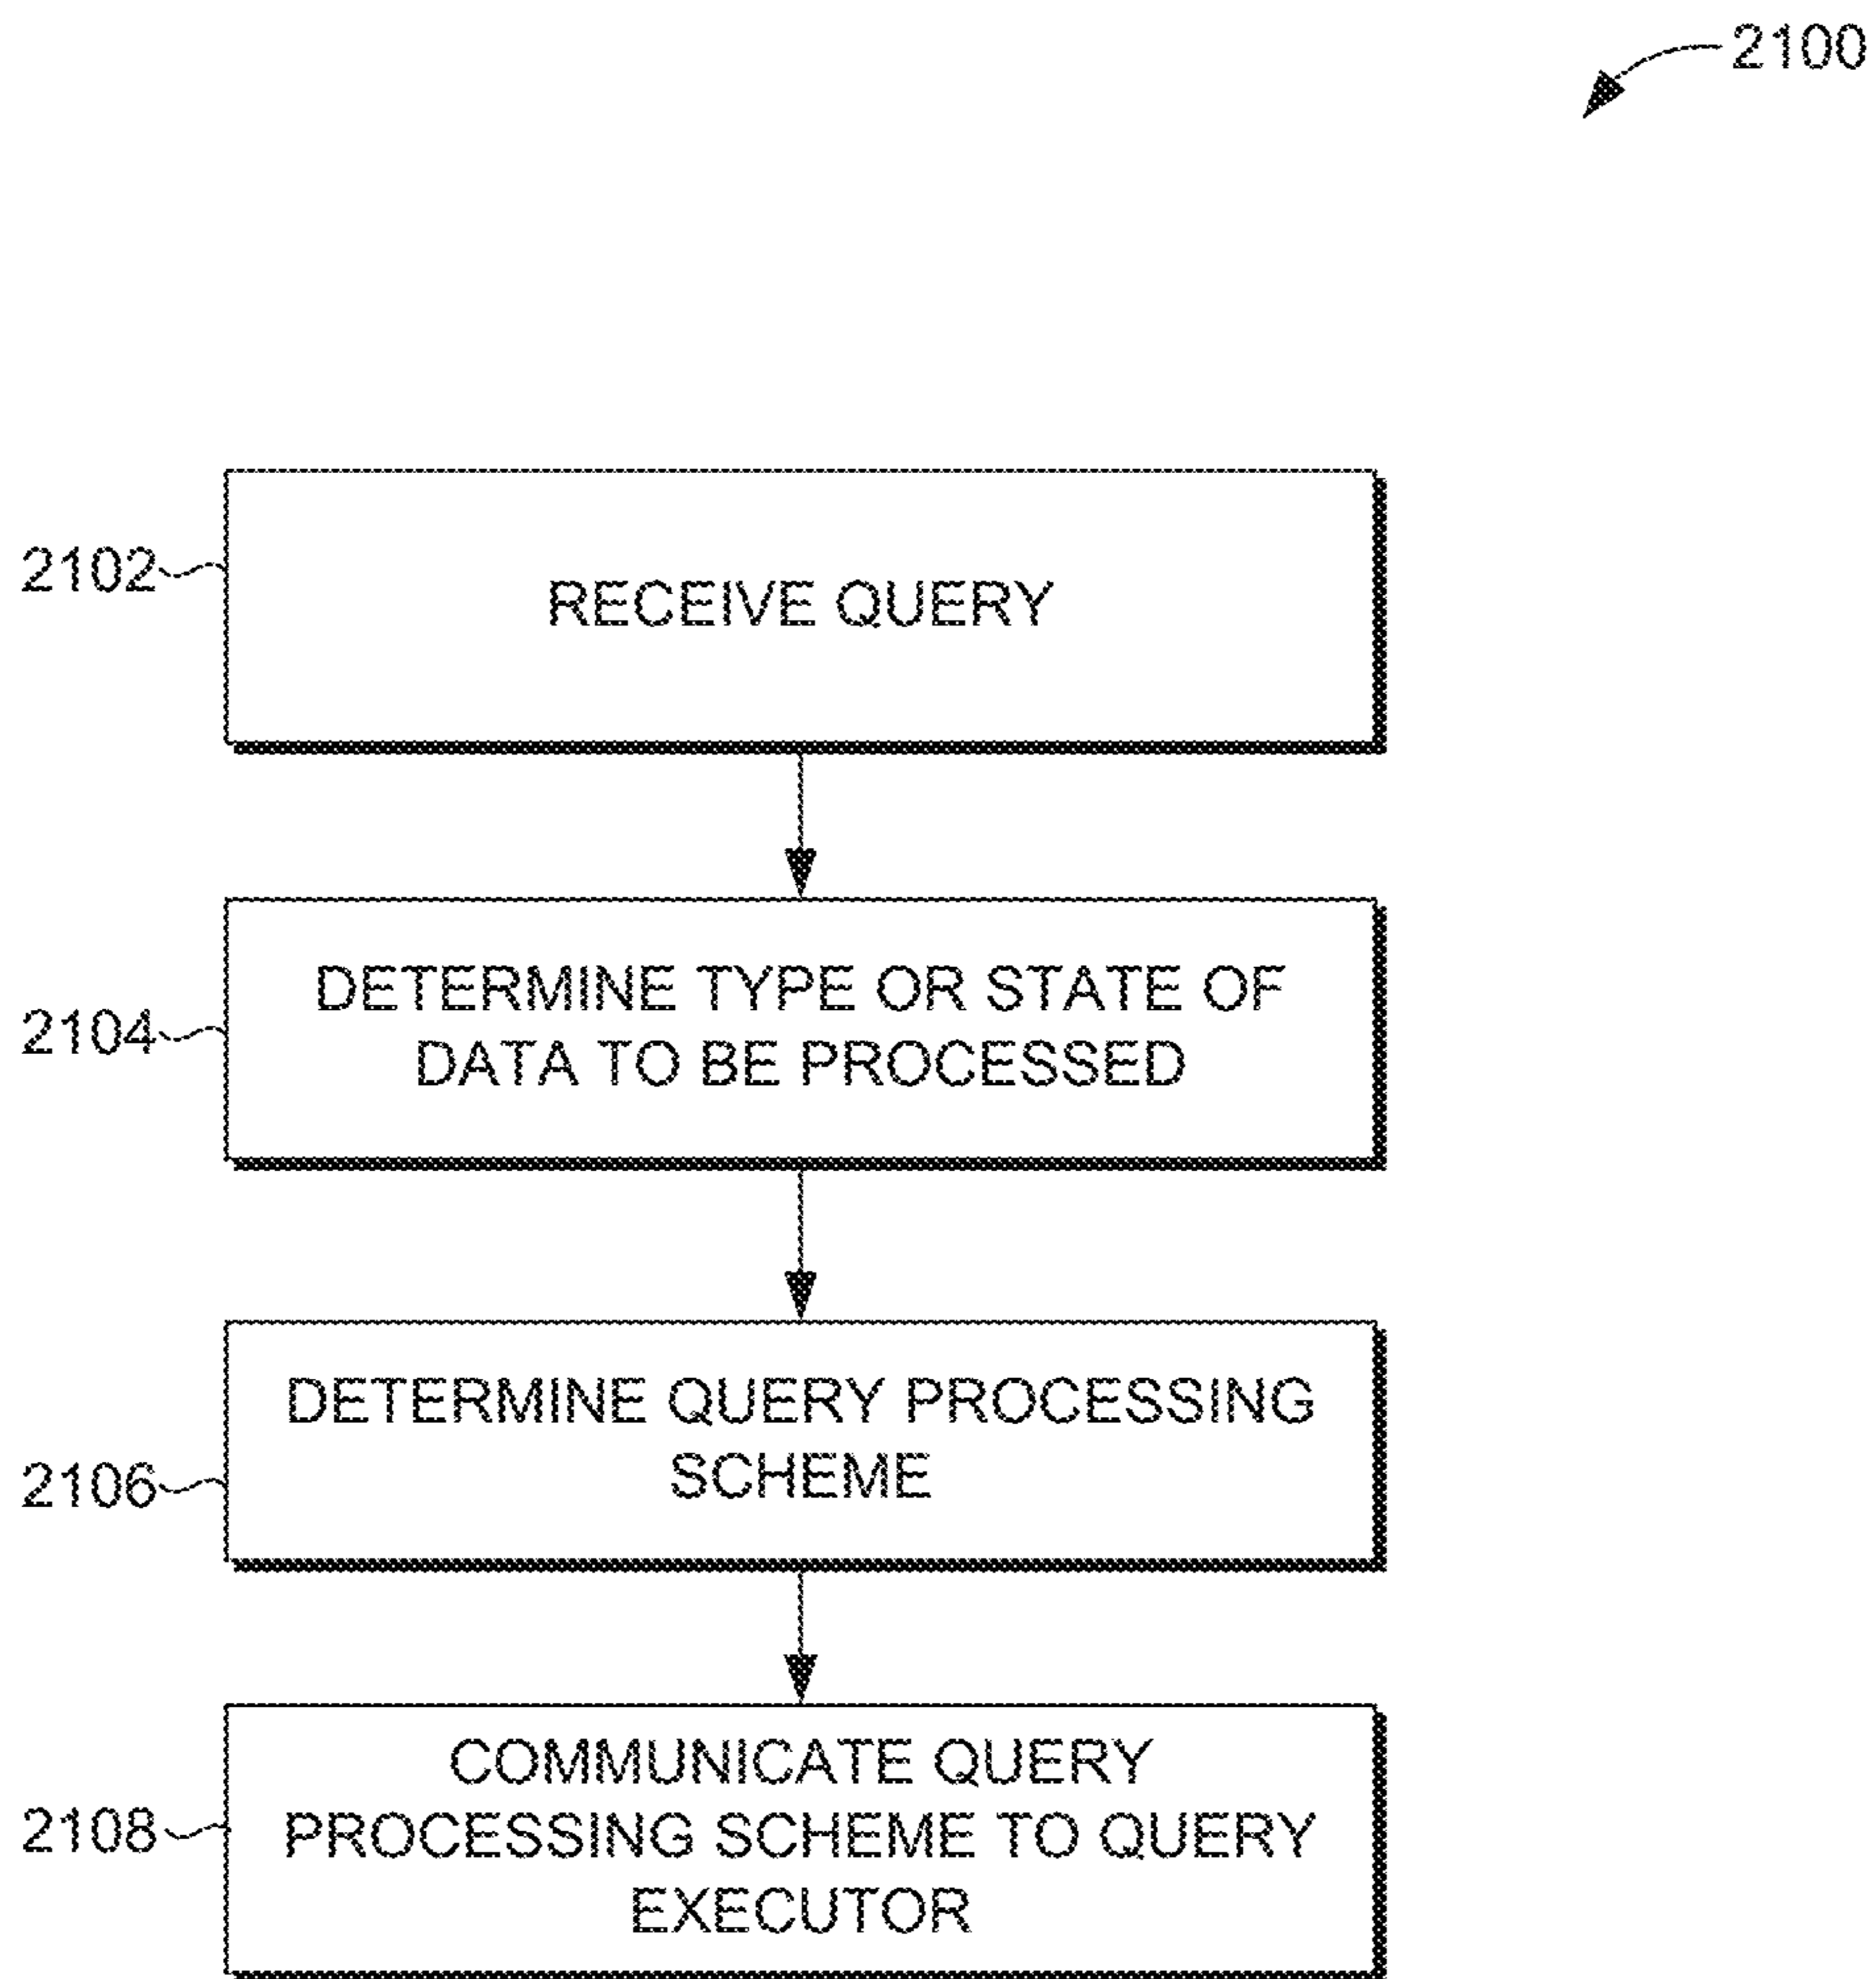 2100
2102
RECEIVE QUERY
2104
DETERMINE TYPE OR STATE OF
DATA TO BE PROCESSED
2106
DETERMINE QUERY PROCESSING
SCHEME
2108
COMMUNICATE QUERY
PROCESSING SCHEME TO QUERY
EXECUTOR